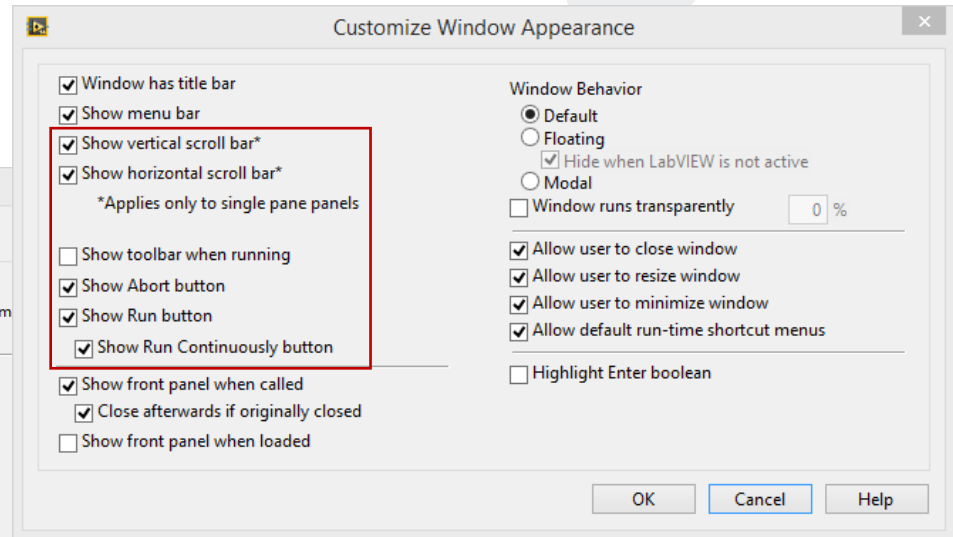 Customize Window Appearance
Window has title bar
Show menu bar
Show vertical scroll bar*
Show horizontal scroll bar*
*Applies only to single pane panels
Show toolbar when running
Show Abort button
Show Run button
Show Run Continuously button
Show front panel when called
Close afterwards if originally closed
Show front panel when loaded
Window Behavior
Default
Floating
Hide when LabVIEW is not active
Modal
Window runs transparently
0 %
Allow user to close window
Allow user to resize window
Allow user to minimize window
Allow default run-time shortcut menus
Highlight Enter boolean
OK
Cancel
Help